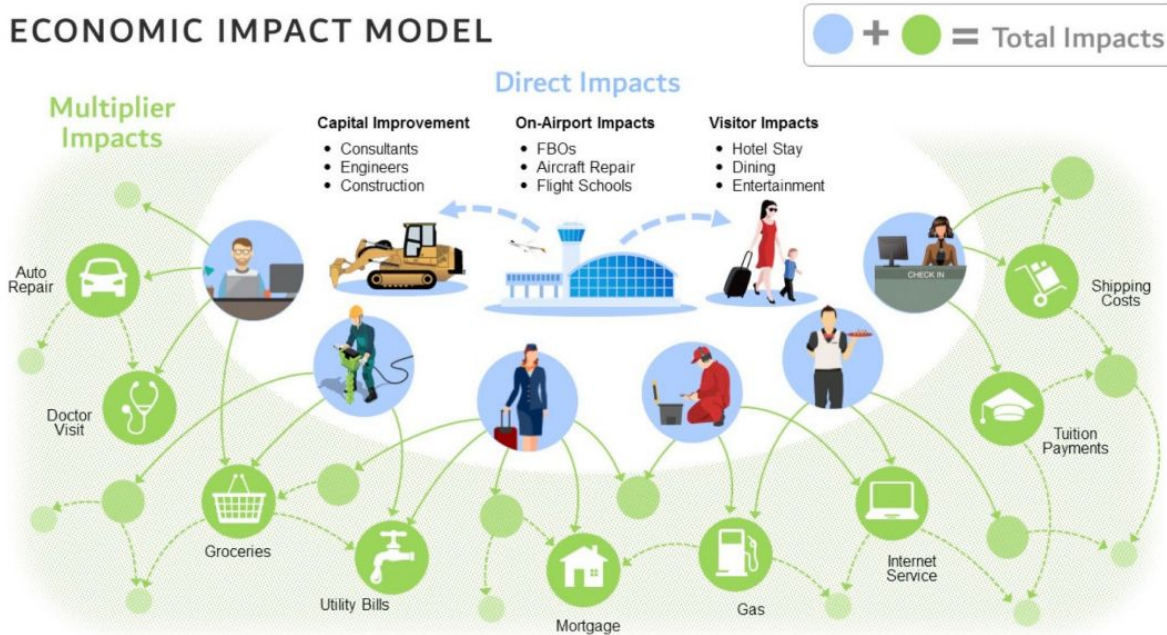 ECONOMIC IMPACT MODEL
+ = Total Impacts
Direct Impacts
Multiplier
Impacts
Capital Improvement
• Consultants
• Engineers
• Construction
On-Airport Impacts
• FBOs
• Aircraft Repair
• Flight Schools
Visitor Impacts
• Hotel Stay
• Dining
• Entertainment
Auto
Repair
CHECK IN
Shipping
Costs
Doctor
Visit
Tuition
Payments
Groceries
Utility Bills
Mortgage
Gas
Internet
Service